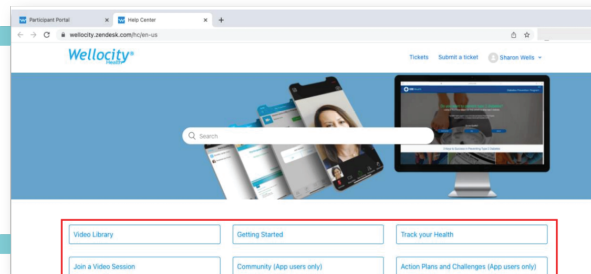 Participant Portal
Help Center
wellocity.zendesk.com/hc/en-us
Wellocity®
Health
Tickets Submit a ticket Sharon Wells
Search
Video Library
Getting Started
Track your Health
Join a Video Session
Community (App users only)
Action Plans and Challenges (App users only)